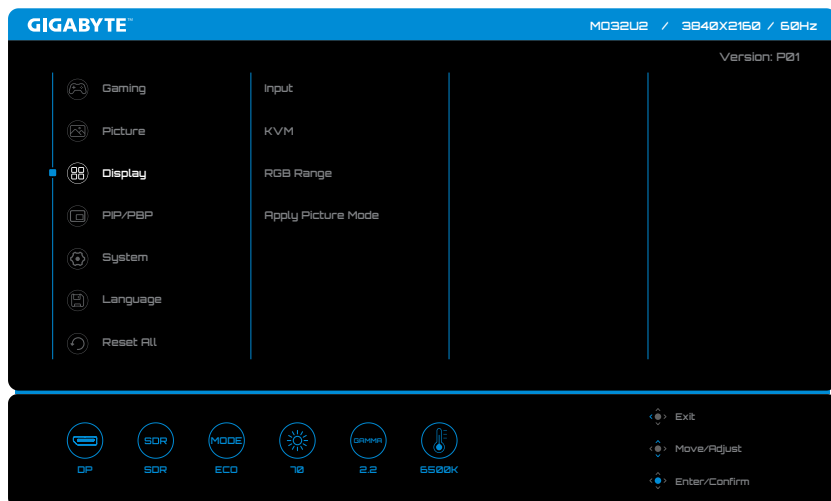 GIGABYTE™
MO32U2 / 3840X2160 / 60Hz
Version: P01
Gaming
Picture
Display
PIP/PBP
System
Language
Reset All
Input
KVM
RGB Range
Apply Picture Mode
DP
SDR
SDR
MODE
ECO
70
GAMMA
2.2
6500K
Exit
Move/Adjust
Enter/Confirm